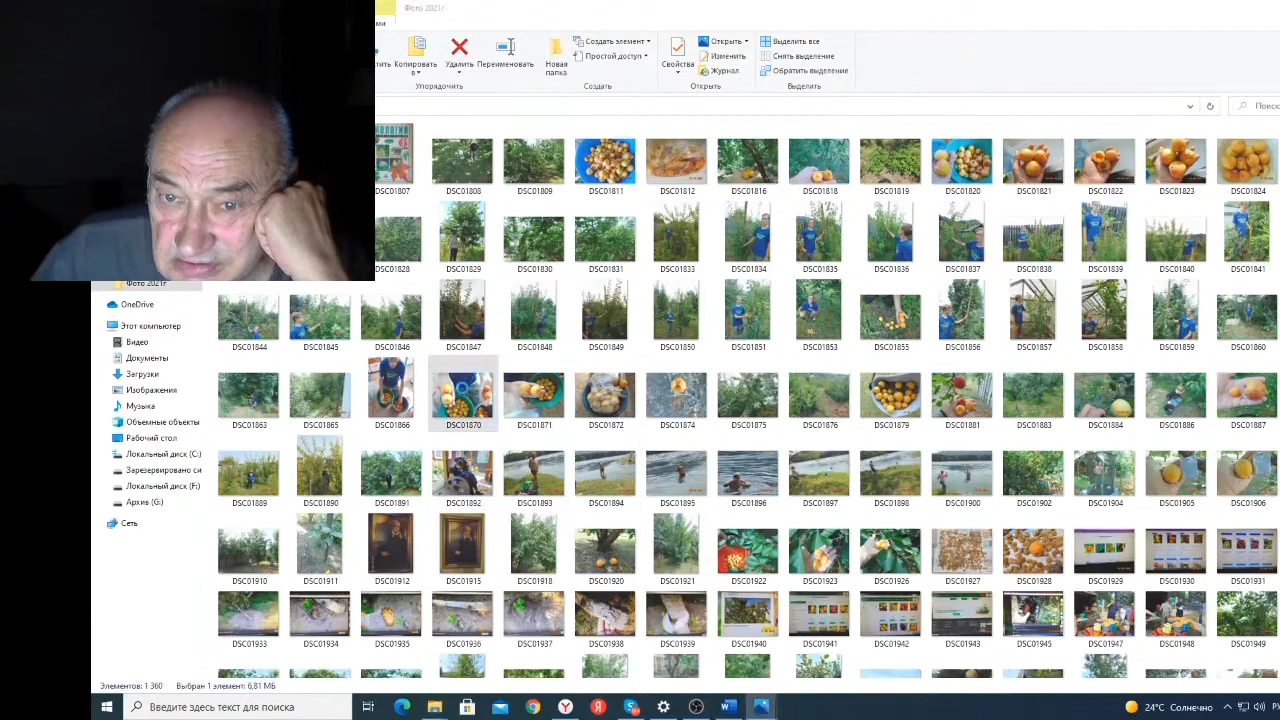 Фото 2021г
ами
Копировать в
Удалить
Переименовать
Новая папка
Создать элемент
Простой доступ
Свойства
Открыть
Изменить
Журнал
Выделить все
Снять выделение
Обратить выделение
Упорядочить
Создать
Открыть
Выделить
Поиск
DSC01807 DSC01808 DSC01809 DSC01811 DSC01812 DSC01816 DSC01818 DSC01819 DSC01820 DSC01821 DSC01822 DSC01823 DSC01824
DSC01828 DSC01829 DSC01830 DSC01831 DSC01833 DSC01834 DSC01835 DSC01836 DSC01837 DSC01838 DSC01839 DSC01840 DSC01841
Фото 2021г
OneDrive
Этот компьютер
Видео
Документы
Загрузки
Изображения
Музыка
Объемные объекты
Рабочий стол
Локальный диск (C:)
Зарезервировано си
Локальный диск (F:)
Архив (G:)
Сеть
DSC01844 DSC01845 DSC01846 DSC01847 DSC01848 DSC01849 DSC01850 DSC01851 DSC01853 DSC01855 DSC01856 DSC01857 DSC01858 DSC01859 DSC01860
DSC01863 DSC01865 DSC01866 DSC01870 DSC01871 DSC01872 DSC01874 DSC01875 DSC01876 DSC01879 DSC01881 DSC01883 DSC01884 DSC01886 DSC01887
DSC01889 DSC01890 DSC01891 DSC01892 DSC01893 DSC01894 DSC01895 DSC01896 DSC01897 DSC01898 DSC01900 DSC01902 DSC01904 DSC01905 DSC01906
DSC01910 DSC01911 DSC01912 DSC01915 DSC01918 DSC01920 DSC01921 DSC01922 DSC01923 DSC01926 DSC01927 DSC01928 DSC01929 DSC01930 DSC01931
DSC01933 DSC01934 DSC01935 DSC01936 DSC01937 DSC01938 DSC01939 DSC01940 DSC01941 DSC01942 DSC01943 DSC01945 DSC01947 DSC01948 DSC01949
Элементов: 1 360 Выбран 1 элемент: 6,81 МБ
Введите здесь текст для поиска
24°C Солнечно